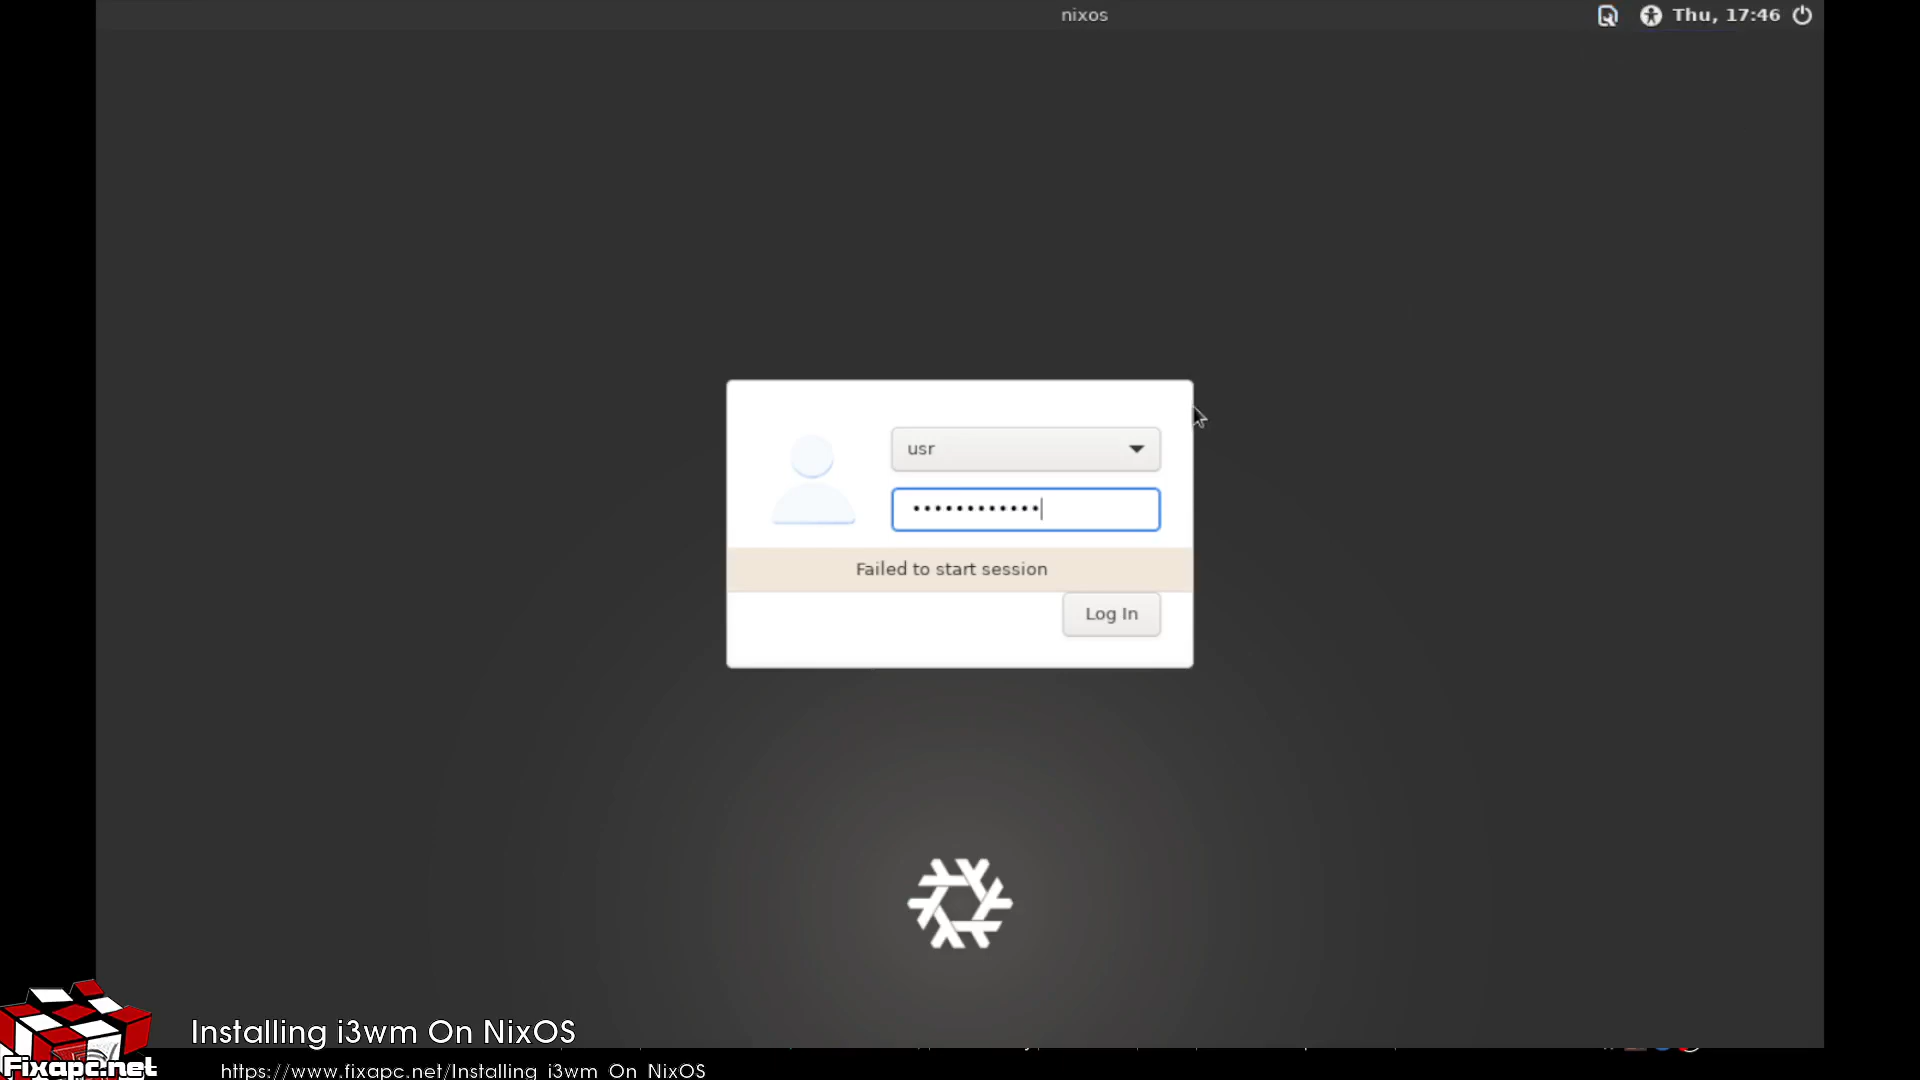 nixos
Thu, 17:46
usr
••••••••••••
Failed to start session
Log In
Installing i3wm On NixOS
Fixapc.net
https://www.fixapc.net/Installing_i3wm_On_NixOS